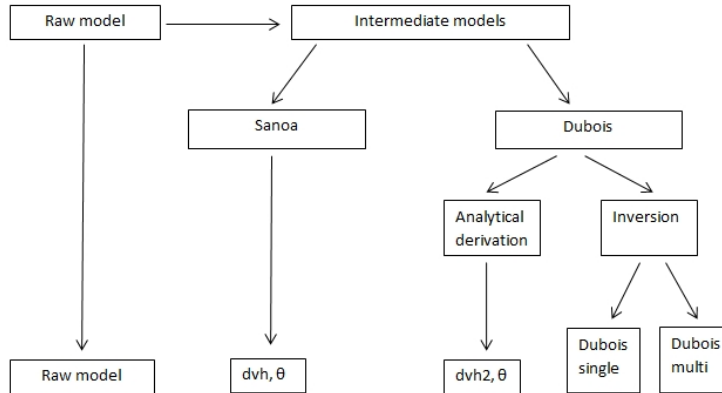 Raw model
Intermediate models
Sanoa
Dubois
Analytical
derivation
Inversion
Raw model
dvh, θ
dvh2, θ
Dubois
single
Dubois
multi